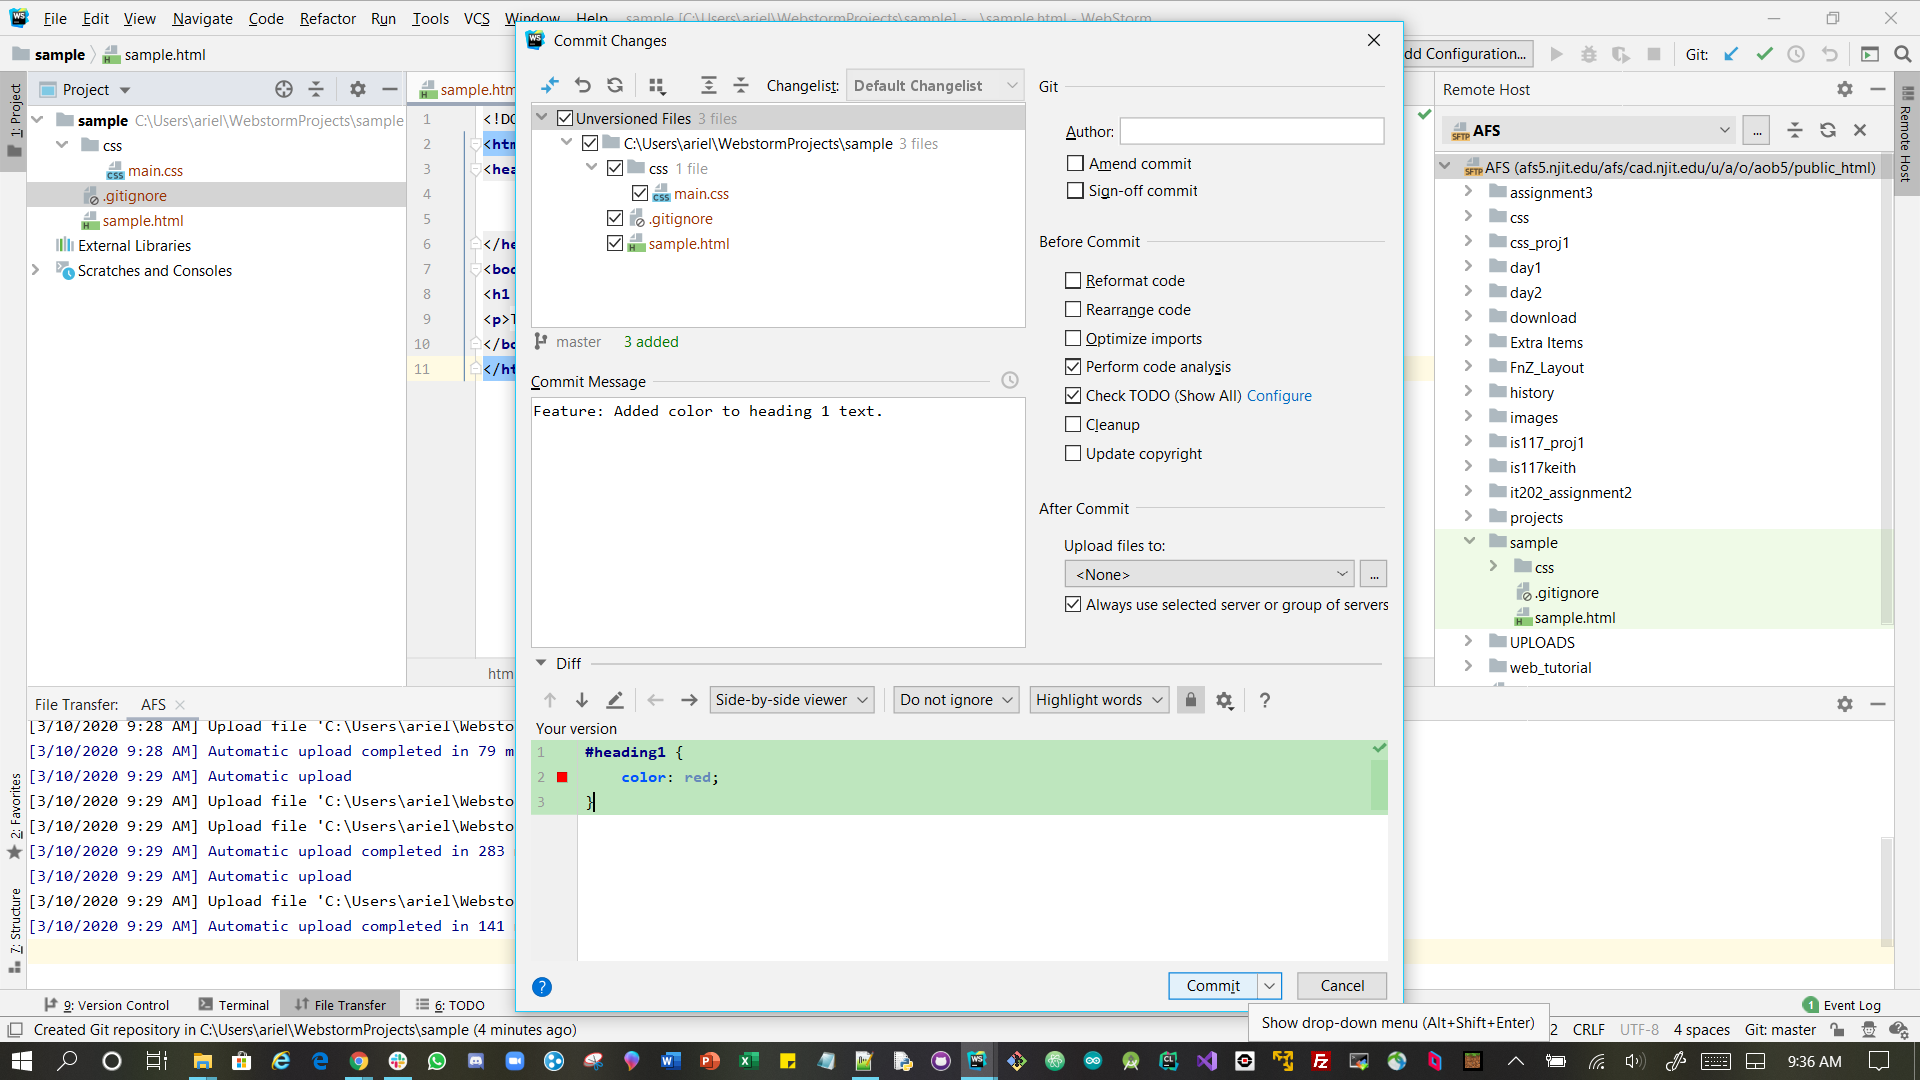 File Edit View Navigate Code Refactor Run Tools VCS Window Help sample [C:\Users\ariel\WebstormProjects\sample] - ...\sample.html - WebStorm
sample sample.html
Git:
Project
sample C:\Users\ariel\WebstormProjects\sample
css
main.css
.gitignore
sample.html
External Libraries
Scratches and Consoles
1: Project
2: Favorites
7: Structure
sample.htm
1 <!DO
2 <htm
3 <hea
4
5
6 </he
7 <boc
8 <h1
9 <p>T
10 </bo
11 </ht
htm
Commit Changes
Changelist: Default Changelist
Unversioned Files 3 files
C:\Users\ariel\WebstormProjects\sample 3 files
css 1 file
main.css
.gitignore
sample.html
master 3 added
Commit Message
Feature: Added color to heading 1 text.
Git
Author:
Amend commit
Sign-off commit
Before Commit
Reformat code
Rearrange code
Optimize imports
Perform code analysis
Check TODO (Show All) Configure
Cleanup
Update copyright
After Commit
Upload files to:
<None> ...
Always use selected server or group of servers
Diff
Side-by-side viewer Do not ignore Highlight words ?
Your version
1 #heading1 {
2 color: red;
3 }
? Commit Cancel
Show drop-down menu (Alt+Shift+Enter)
dd Configuration...
Remote Host
AFS ...
AFS (afs5.njit.edu/afs/cad.njit.edu/u/a/o/aob5/public_html)
assignment3
css
css_proj1
day1
day2
download
Extra Items
FnZ_Layout
history
images
is117_proj1
is117keith
it202_assignment2
projects
sample
css
.gitignore
sample.html
UPLOADS
web_tutorial
Remote Host
File Transfer: AFS
[3/10/2020 9:28 AM] Upload file 'C:\Users\ariel\Websto
[3/10/2020 9:28 AM] Automatic upload completed in 79 m
[3/10/2020 9:29 AM] Automatic upload
[3/10/2020 9:29 AM] Upload file 'C:\Users\ariel\Websto
[3/10/2020 9:29 AM] Upload file 'C:\Users\ariel\Websto
[3/10/2020 9:29 AM] Automatic upload completed in 283
[3/10/2020 9:29 AM] Automatic upload
[3/10/2020 9:29 AM] Upload file 'C:\Users\ariel\Websto
[3/10/2020 9:29 AM] Automatic upload completed in 141
9: Version Control Terminal File Transfer 6: TODO 1 Event Log
Created Git repository in C:\Users\ariel\WebstormProjects\sample (4 minutes ago) 2 CRLF UTF-8 4 spaces Git: master
9:36 AM